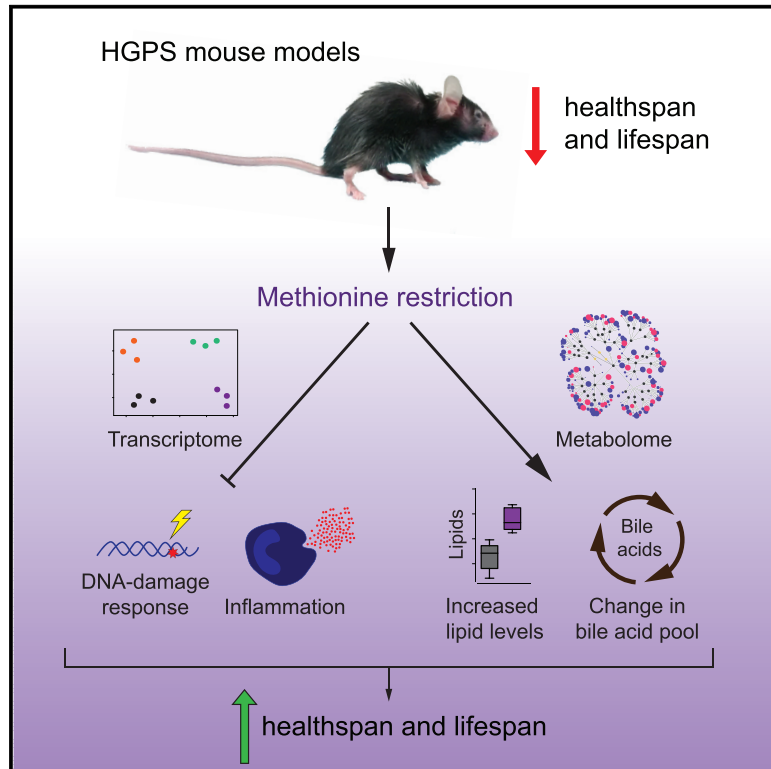 HGPS mouse models
healthspan
and lifespan
Methionine restriction
Transcriptome
Metabolome
DNA-damage
response
Inflammation
Lipids
Increased
lipid levels
Bile
acids
Change in
bile acid pool
healthspan and lifespan